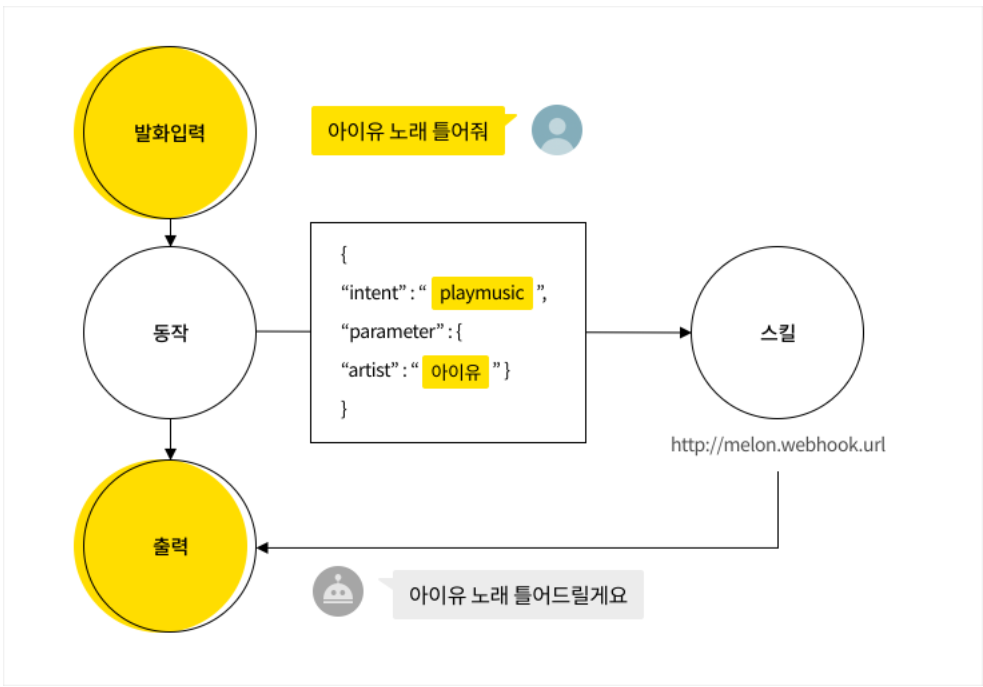 발화입력
아이유 노래 틀어줘
{
“intent” : “ playmusic ”,
“parameter” : {
“artist” : “ 아이유 ” }
}
동작
스킬
http://melon.webhook.url
출력
아이유 노래 틀어드릴게요